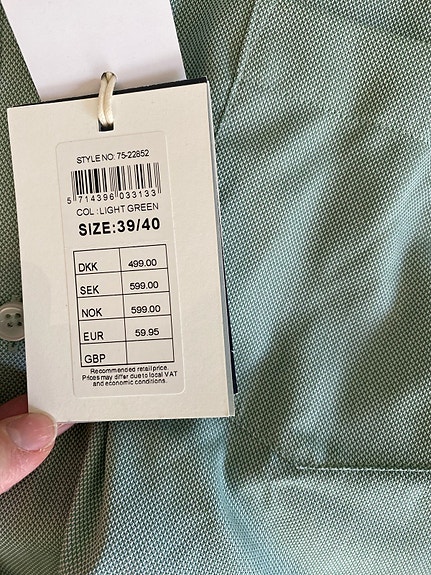 STYLE NO: 75-22852
5 714396 033133
COL: LIGHT GREEN
SIZE:39/40
DKK 499.00
SEK 599.00
NOK 599.00
EUR 59.95
GBP
Recommended retail price.
Prices may differ due to local VAT
and economic conditions.